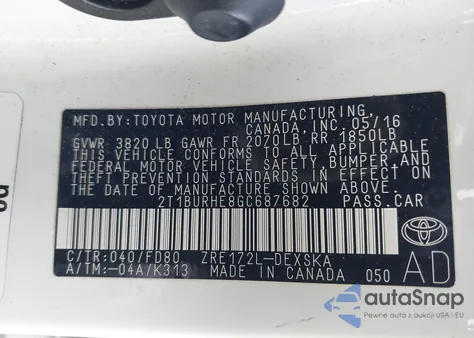 MFD.BY:TOYOTA MOTOR MANUFACTURING
CANADA, INC. 05/16
GVWR 3820 LB GAWR FR 2070LB RR 1850LB
THIS VEHICLE CONFORMS TO ALL APPLICABLE
FEDERAL MOTOR VEHICLE SAFETY, BUMPER AND
THEFT PREVENTION STANDARDS IN EFFECT ON
THE DATE OF MANUFACTURE SHOWN ABOVE.
2T1BURHE8GC687682 PASS.CAR
C/TR:040/FD80 ZRE172L-DEXSKA
A/TM:-04A/K313 MADE IN CANADA 050
AD
autoSnap
Pewne auto z aukcji USA i EU